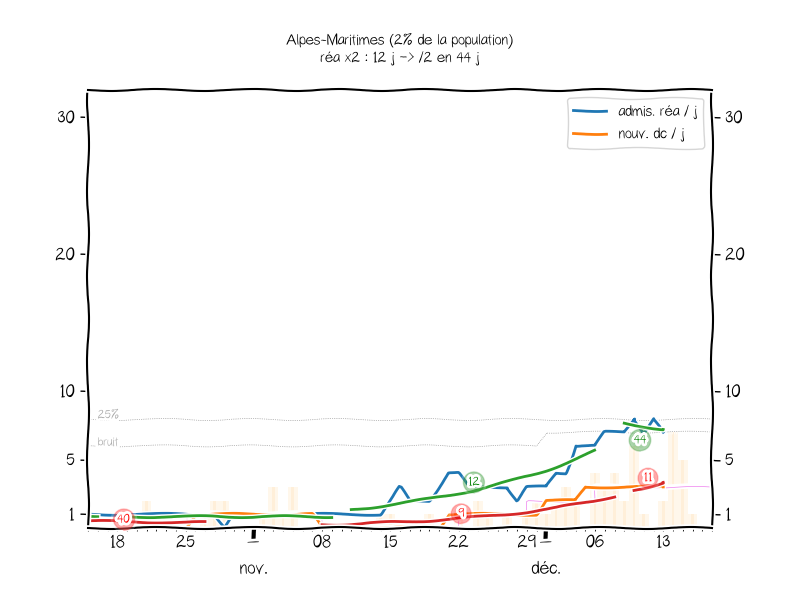 Alpes-Maritimes (2% de la population)
réa x2 : 12 j -> /2 en 44 j
admis. réa / j
nouv. dc / j
30 30
20 20
10 10
25%
bruit
44
5 5
12
11
9
40
1 1
18 25 08 15 22 29 06 13
nov. déc.